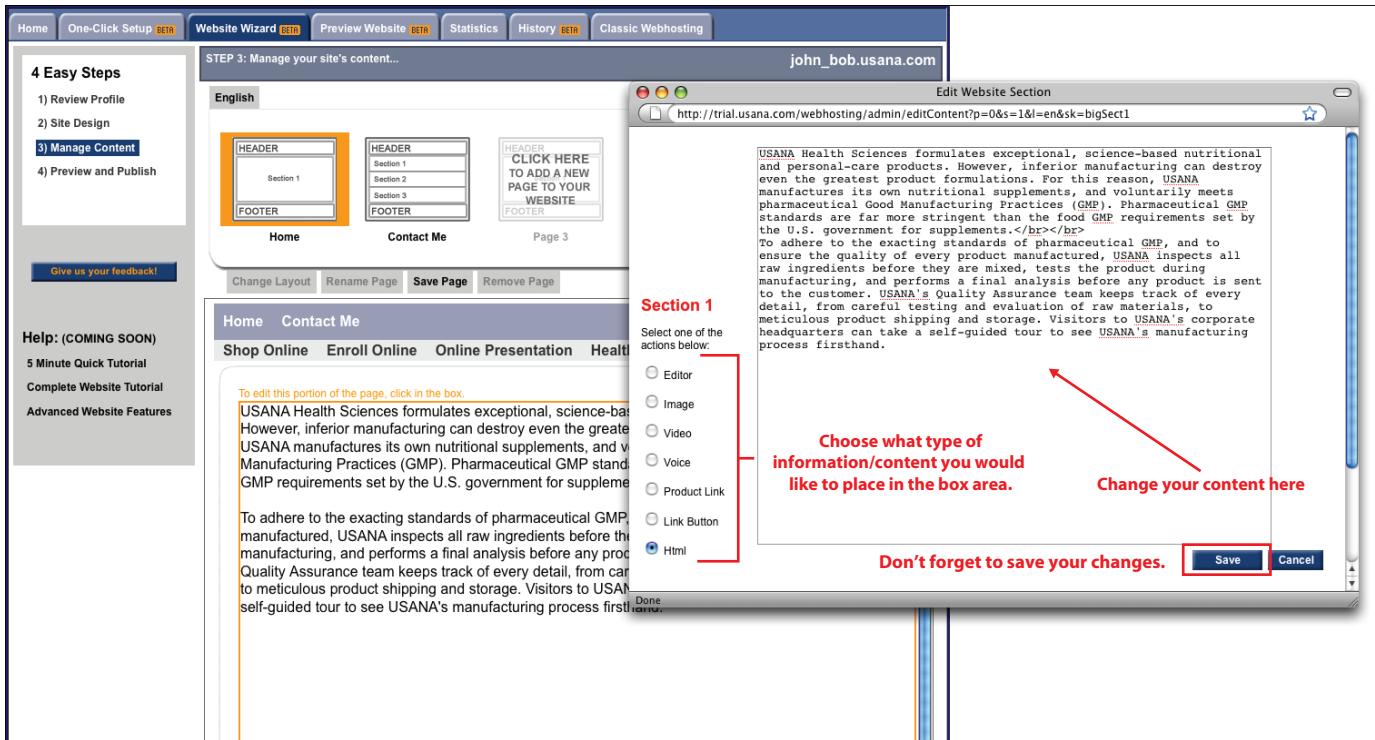 Home One-Click Setup BETA Website Wizard BETA Preview Website BETA Statistics History BETA Classic Webhosting
4 Easy Steps
1) Review Profile
2) Site Design
3) Manage Content
4) Preview and Publish
Give us your feedback!
Help: (COMING SOON)
5 Minute Quick Tutorial
Complete Website Tutorial
Advanced Website Features
STEP 3: Manage your site's content...
john_bob.usana.com
English
HEADER
Section 1
FOOTER
Home
HEADER
Section 1
Section 2
Section 3
FOOTER
Contact Me
HEADER
CLICK HERE
TO ADD A NEW
PAGE TO YOUR
WEBSITE
FOOTER
Page 3
Change Layout Rename Page Save Page Remove Page
Home Contact Me
Shop Online Enroll Online Online Presentation Healt
To edit this portion of the page, click in the box.
USANA Health Sciences formulates exceptional, science-bas
However, inferior manufacturing can destroy even the greate
USANA manufactures its own nutritional supplements, and v
Manufacturing Practices (GMP). Pharmaceutical GMP stand
GMP requirements set by the U.S. government for suppleme
To adhere to the exacting standards of pharmaceutical GMP,
manufactured, USANA inspects all raw ingredients before the
manufacturing, and performs a final analysis before any prod
Quality Assurance team keeps track of every detail, from car
to meticulous product shipping and storage. Visitors to USAN
self-guided tour to see USANA's manufacturing process firsthand.
Edit Website Section
http://trial.usana.com/webhosting/admin/editContent?p=0&s=1&l=en&sk=bigSect1
Section 1
Select one of the
actions below:
Editor
Image
Video
Voice
Product Link
Link Button
Html
USANA Health Sciences formulates exceptional, science-based nutritional
and personal-care products. However, inferior manufacturing can destroy
even the greatest product formulations. For this reason, USANA
manufactures its own nutritional supplements, and voluntarily meets
pharmaceutical Good Manufacturing Practices (GMP). Pharmaceutical GMP
standards are far more stringent than the food GMP requirements set by
the U.S. government for supplements.</br></br>
To adhere to the exacting standards of pharmaceutical GMP, and to
ensure the quality of every product manufactured, USANA inspects all
raw ingredients before they are mixed, tests the product during
manufacturing, and performs a final analysis before any product is sent
to the customer. USANA's Quality Assurance team keeps track of every
detail, from careful testing and evaluation of raw materials, to
meticulous product shipping and storage. Visitors to USANA's corporate
headquarters can take a self-guided tour to see USANA's manufacturing
process firsthand.
Choose what type of
information/content you would
like to place in the box area.
Change your content here
Don't forget to save your changes.
Save Cancel
Done